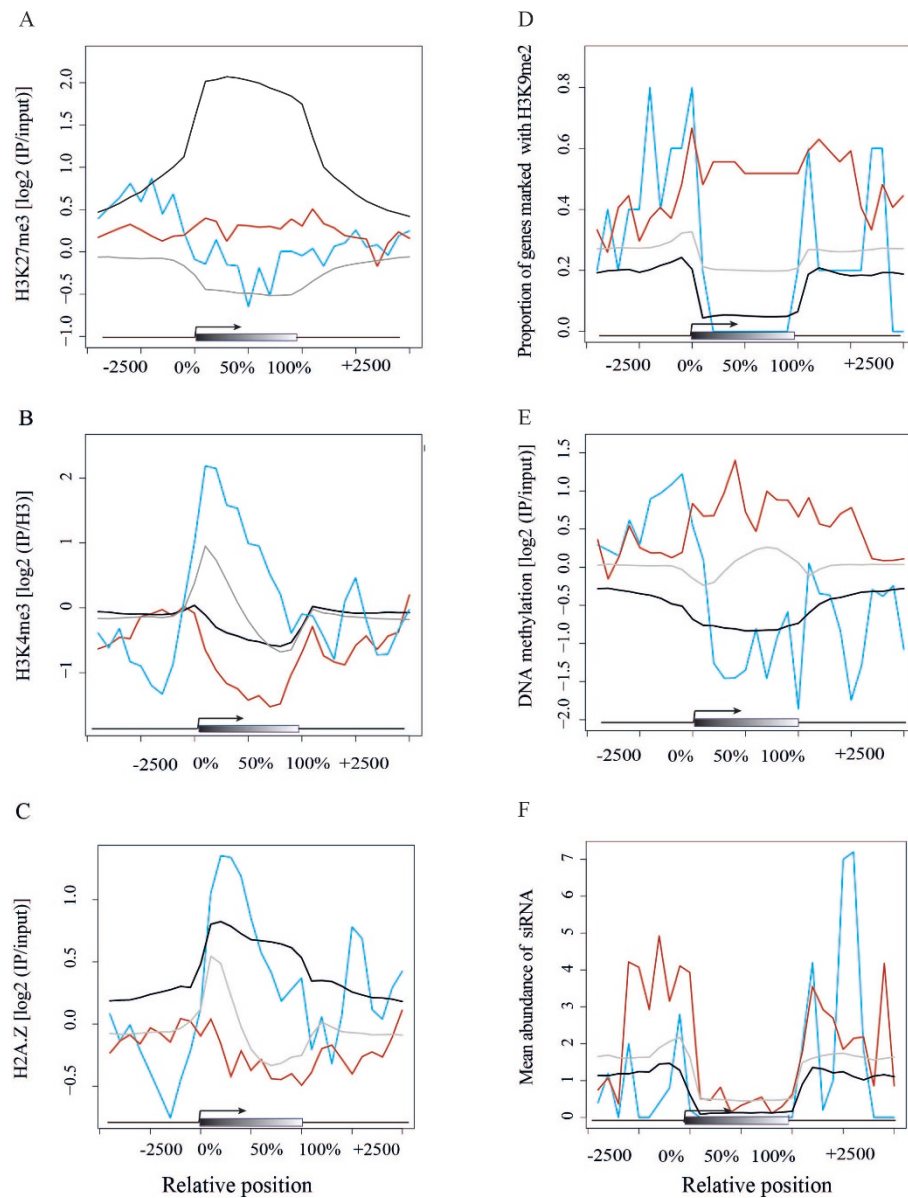 A
H3K27me3 [log2 (IP/input)]
2.0
1.5
1.0
0.5
0.0
−0.5
−1.0
-2500 0% 50% 100% +2500
B
H3K4me3 [log2 (IP/H3)]
2
1
0
−1
-2500 0% 50% 100% +2500
C
H2A.Z [log2 (IP/input)]
1.0
0.5
0.0
−0.5
-2500 0% 50% 100% +2500
Relative position
D
Proportion of genes marked with H3K9me2
0.8
0.6
0.4
0.2
0.0
-2500 0% 50% 100% +2500
E
DNA methylation [log2 (IP/input)]
1.5
1.0
0.5
0.0
−0.5
−1.0
−1.5
−2.0
-2500 0% 50% 100% +2500
F
Mean abundance of siRNA
7
6
5
4
3
2
1
0
-2500 0% 50% 100% +2500
Relative position